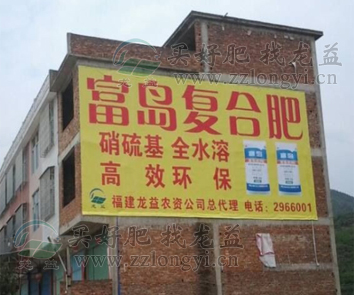 买好肥 找龙益
www.zzlongyi.cn
富岛复合肥
硝硫基 全水溶
高效环保
福建龙益农资公司总代理 电话：2966001
买好肥 找龙益
www.zzlongyi.cn